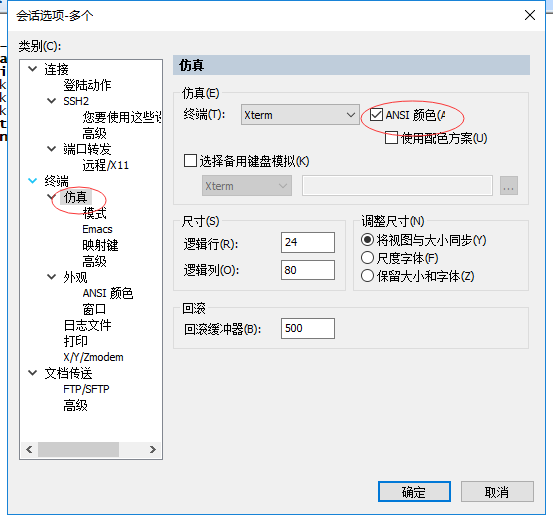 会话选项-多个
类别(C):
连接
登陆动作
SSH2
您要使用这些说
高级
端口转发
远程/X11
终端
仿真
模式
Emacs
映射键
高级
外观
ANSI 颜色
窗口
日志文件
打印
X/Y/Zmodem
文档传送
FTP/SFTP
高级
仿真
仿真(E)
终端(T):
Xterm
ANSI 颜色(A
使用配色方案(U)
选择备用键盘模拟(K)
Xterm
...
尺寸(S)
逻辑行(R):
24
逻辑列(O):
80
调整尺寸(N)
将视图与大小同步(Y)
尺度字体(F)
保留大小和字体(Z)
回滚
回滚缓冲器(B):
500
确定
取消